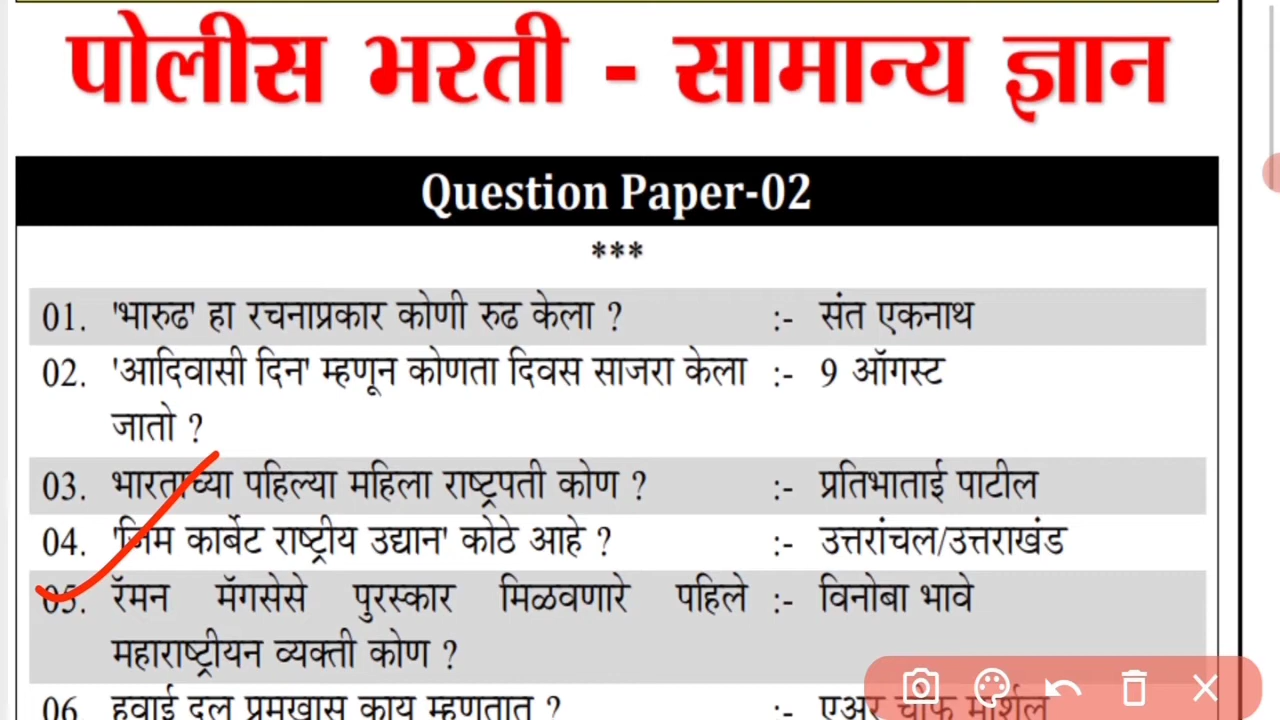 पोलीस भरती - सामान्य ज्ञान
Question Paper-02
***
01. 'भारुढ' हा रचनाप्रकार कोणी रुढ केला ? :- संत एकनाथ
02. 'आदिवासी दिन' म्हणून कोणता दिवस साजरा केला :- 9 ऑगस्ट
जातो ?
03. भारताच्या पहिल्या महिला राष्ट्रपती कोण ? :- प्रतिभाताई पाटील
04. 'जिम कार्बेट राष्ट्रीय उद्यान' कोठे आहे ? :- उत्तरांचल/उत्तराखंड
05. रॅमन मॅगसेसे पुरस्कार मिळवणारे पहिले :- विनोबा भावे
महाराष्ट्रीयन व्यक्ती कोण ?
06. हवाई दल प्रमुखास काय म्हणतात ? :- एअर चीफ मार्शल